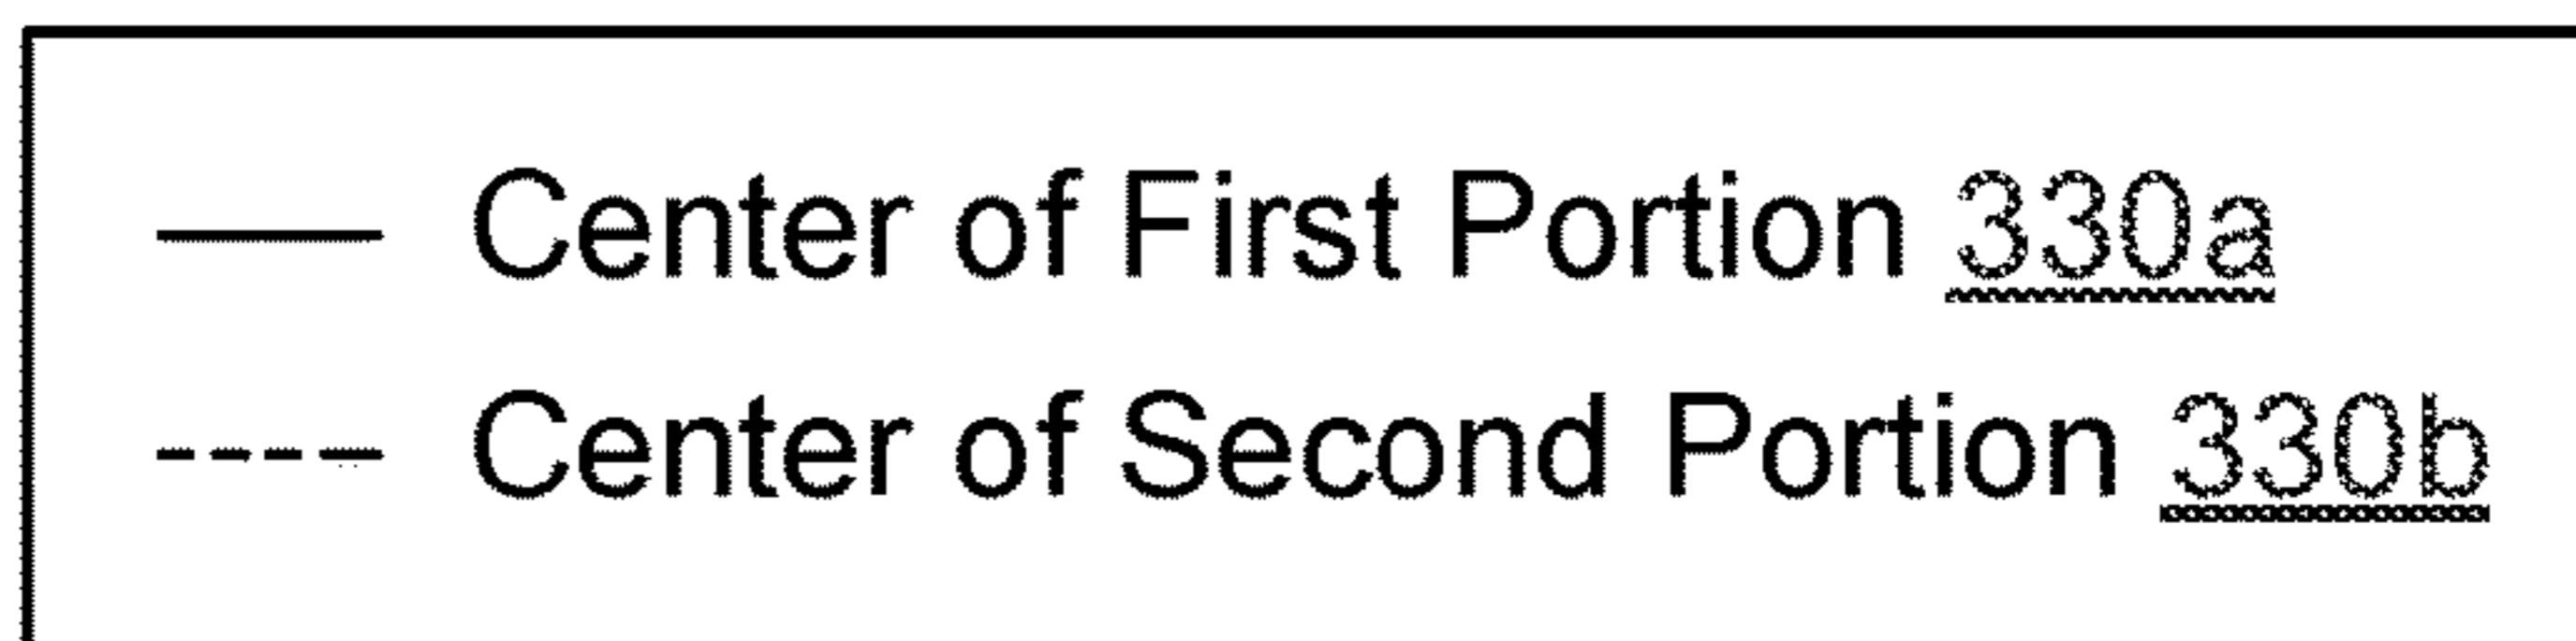 Center of First Portion 330a
Center of Second Portion 330b